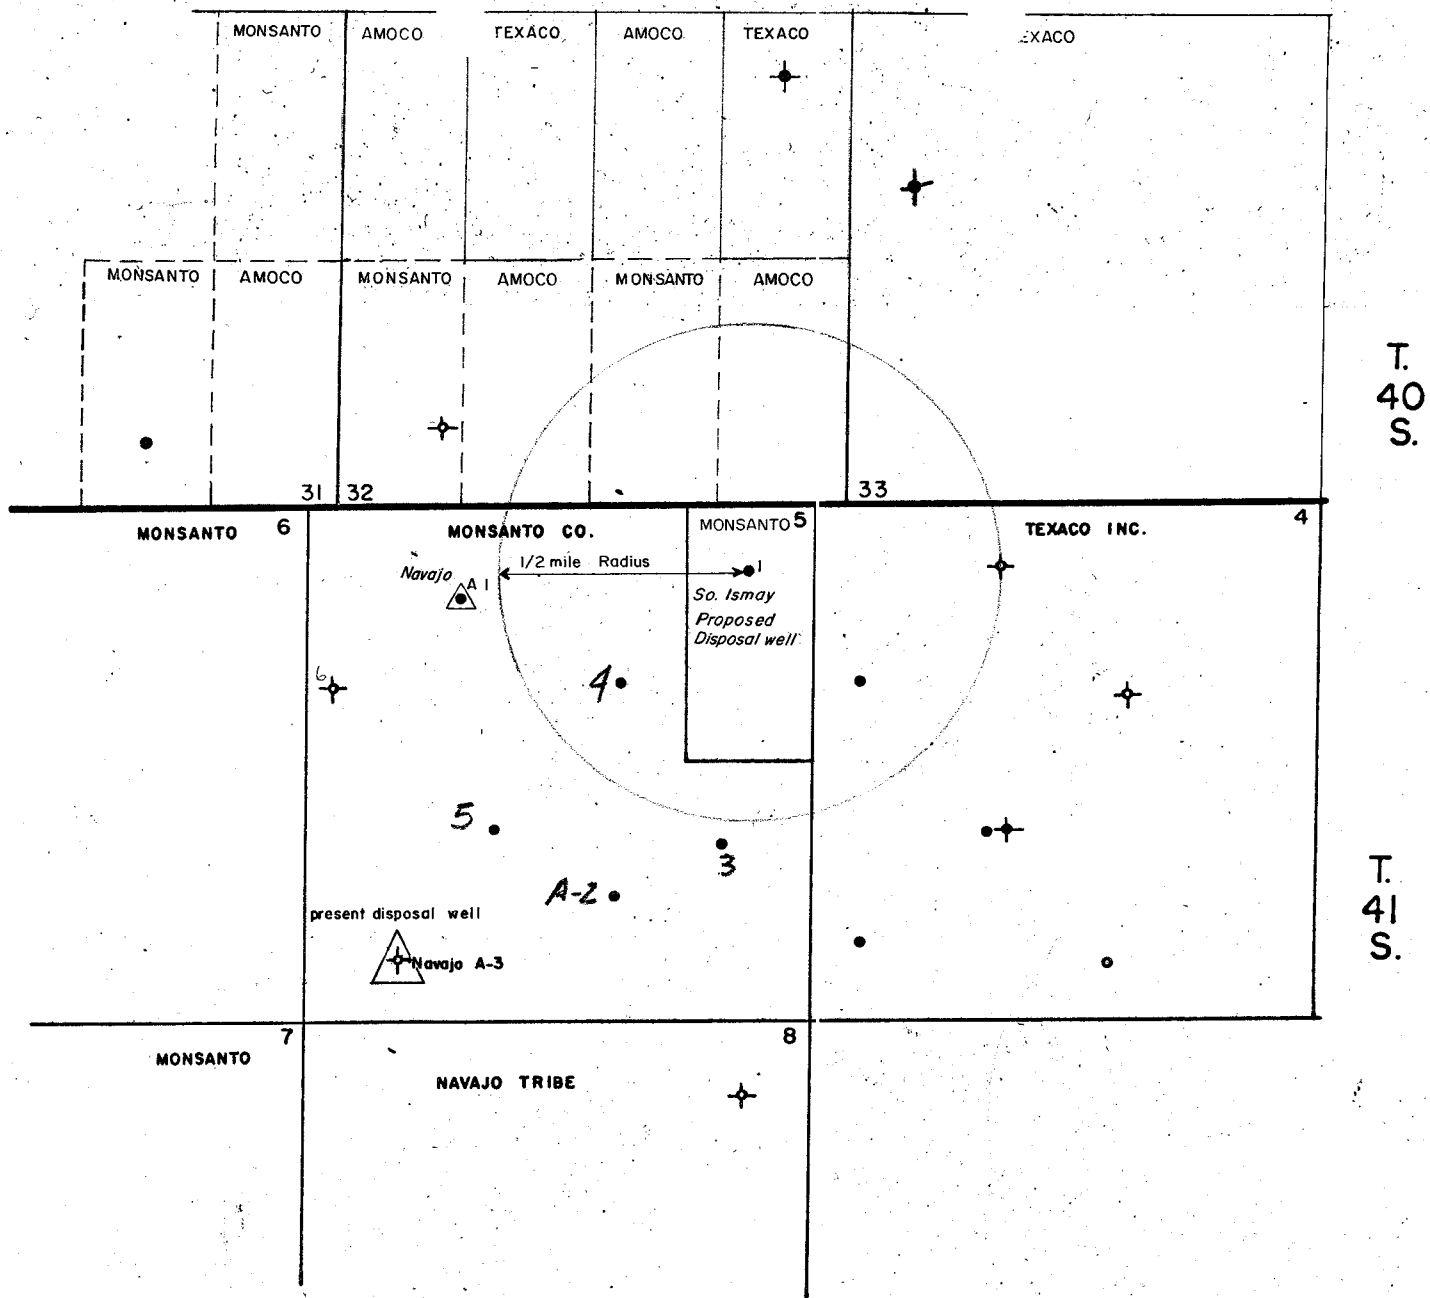 MONSANTO AMOCO TEXACO AMOCO TEXACO EXACO
MONSANTO AMOCO MONSANTO AMOCO MONSANTO AMOCO
T.
40
S.
31 32 33
MONSANTO 6 MONSANTO CO. MONSANTO 5 TEXACO INC. 4
1/2 mile Radius 1
Navajo A 1
So. Ismay
Proposed
Disposal well
6
4
5
3
A-2
T.
41
S.
present disposal well
Navajo A-3
7 8
MONSANTO
NAVAJO TRIBE